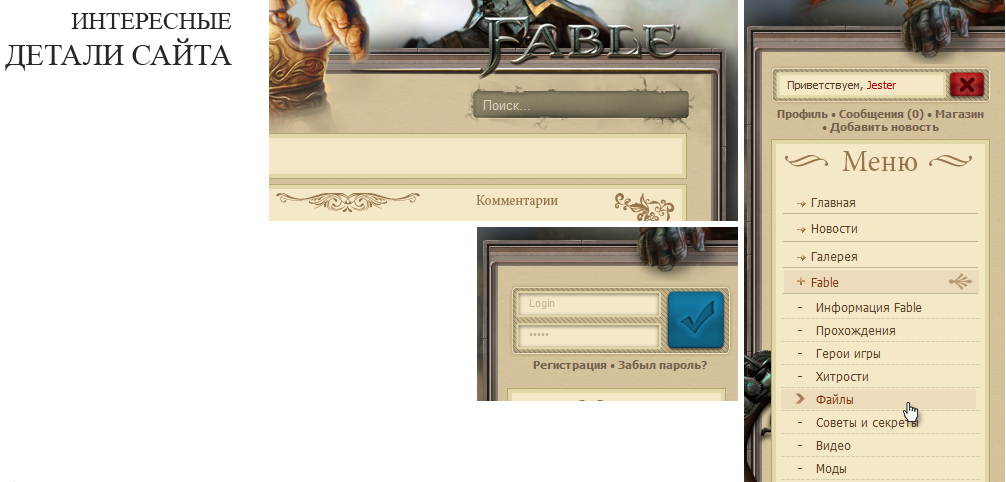 ИНТЕРЕСНЫЕ
ДЕТАЛИ САЙТА
FABLE
Поиск...
Комментарии
Login
•••••
Регистрация • Забыл пароль?
Приветствуем, Jester
Профиль • Сообщения (0) • Магазин
• Добавить новость
Меню
Главная
Новости
Галерея
+ Fable
- Информация Fable
- Прохождения
- Герои игры
- Хитрости
Файлы
- Советы и секреты
- Видео
- Моды